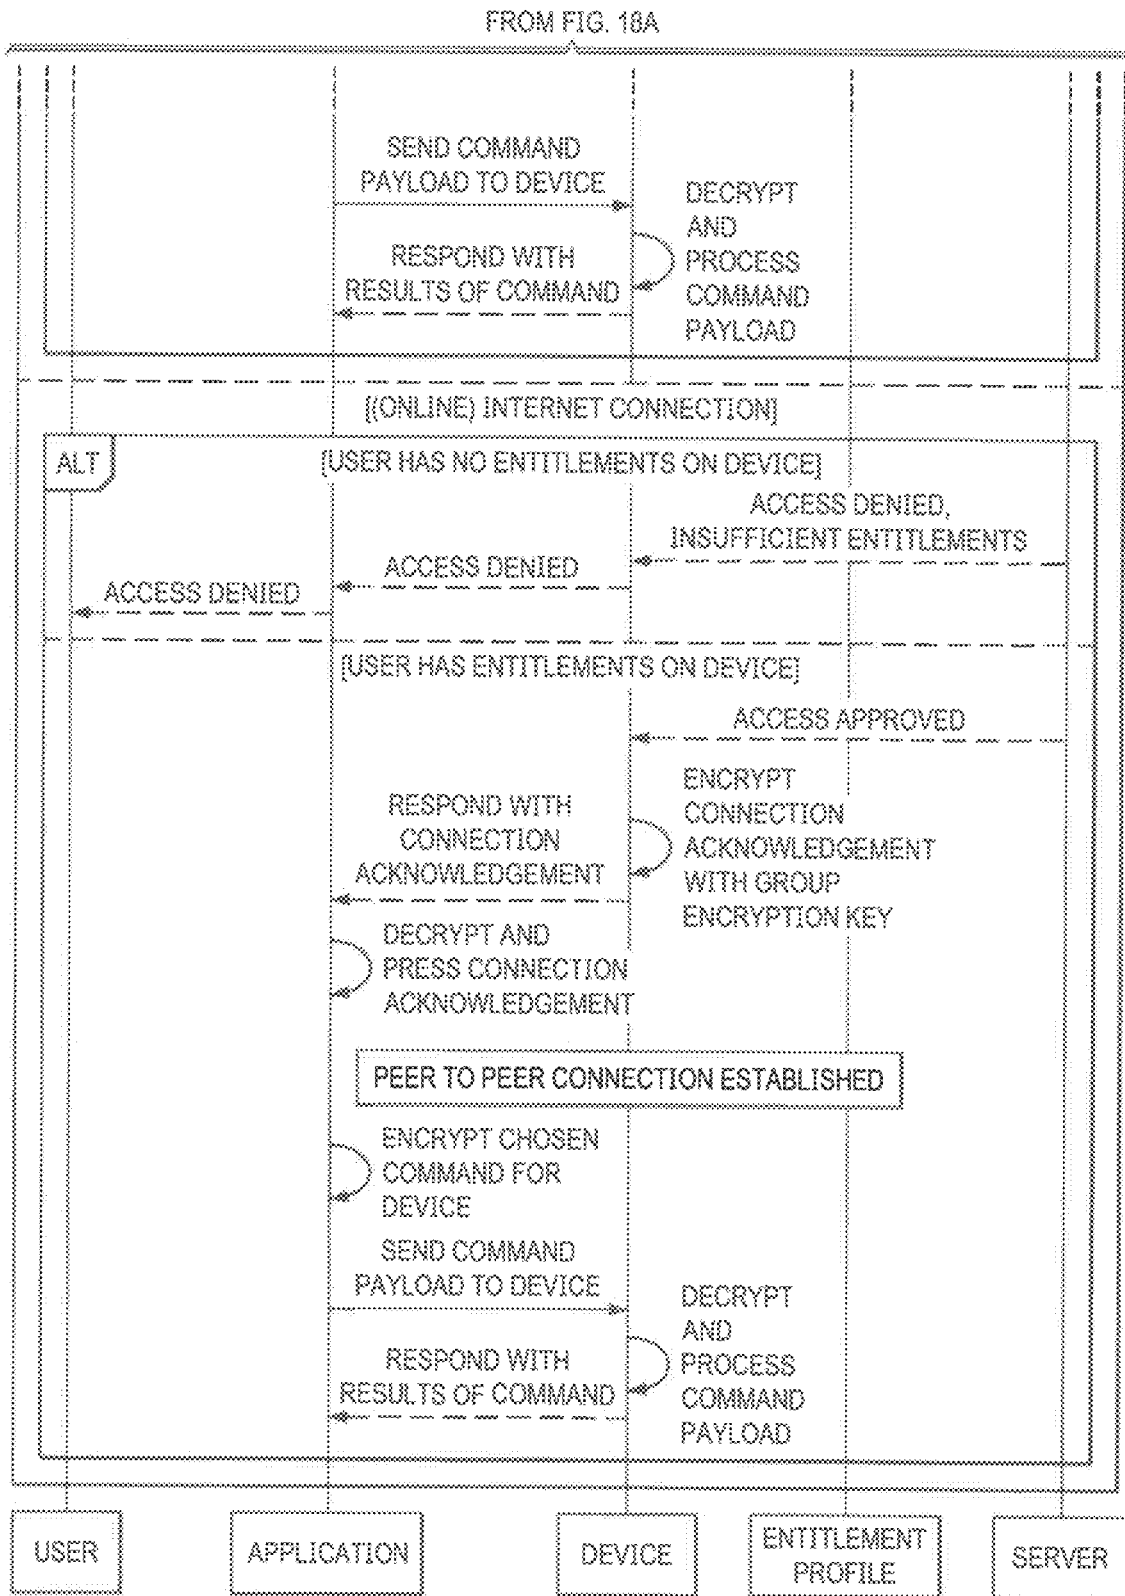 FROM FIG. 18A
SEND COMMAND
PAYLOAD TO DEVICE
DECRYPT
AND
PROCESS
COMMAND
PAYLOAD
RESPOND WITH
RESULTS OF COMMAND
[(ONLINE) INTERNET CONNECTION]
ALT
[USER HAS NO ENTITLEMENTS ON DEVICE]
ACCESS DENIED,
INSUFFICIENT ENTITLEMENTS
ACCESS DENIED
ACCESS DENIED
[USER HAS ENTITLEMENTS ON DEVICE]
ACCESS APPROVED
ENCRYPT
CONNECTION
ACKNOWLEDGEMENT
WITH GROUP
ENCRYPTION KEY
RESPOND WITH
CONNECTION
ACKNOWLEDGEMENT
DECRYPT AND
PRESS CONNECTION
ACKNOWLEDGEMENT
PEER TO PEER CONNECTION ESTABLISHED
ENCRYPT CHOSEN
COMMAND FOR
DEVICE
SEND COMMAND
PAYLOAD TO DEVICE
DECRYPT
AND
PROCESS
COMMAND
PAYLOAD
RESPOND WITH
RESULTS OF COMMAND
USER
APPLICATION
DEVICE
ENTITLEMENT
PROFILE
SERVER